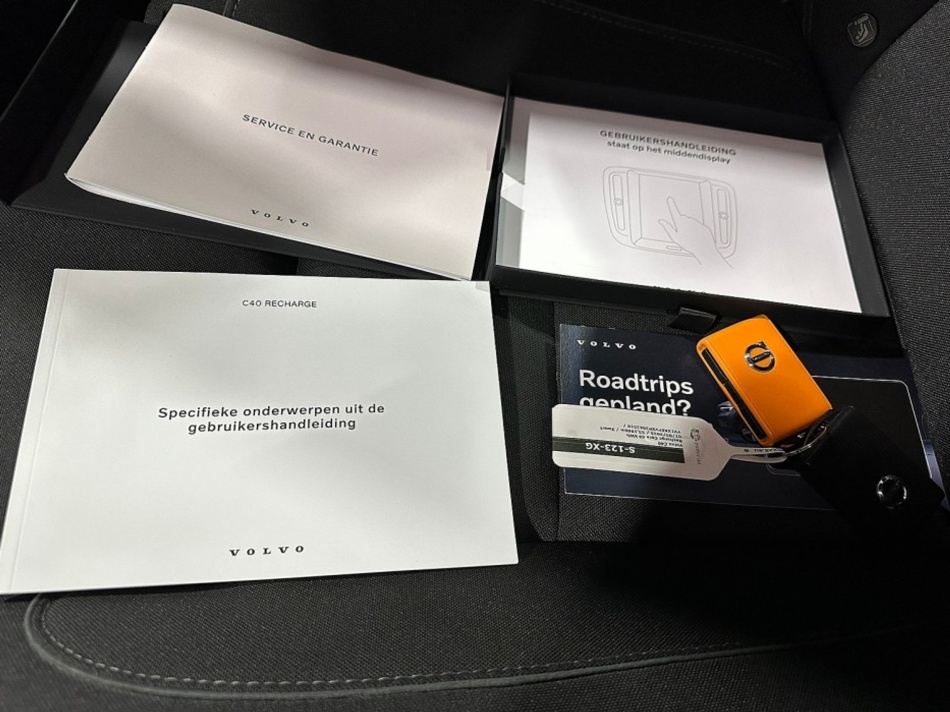 SERVICE EN GARANTIE
VOLVO
GEBRUIKERSHANDLEIDING
staat op het middendisplay
C40 RECHARGE
Specifieke onderwerpen uit de
gebruikershandleiding
VOLVO
VOLVO
Roadtrips
gepland?
S-123-XG